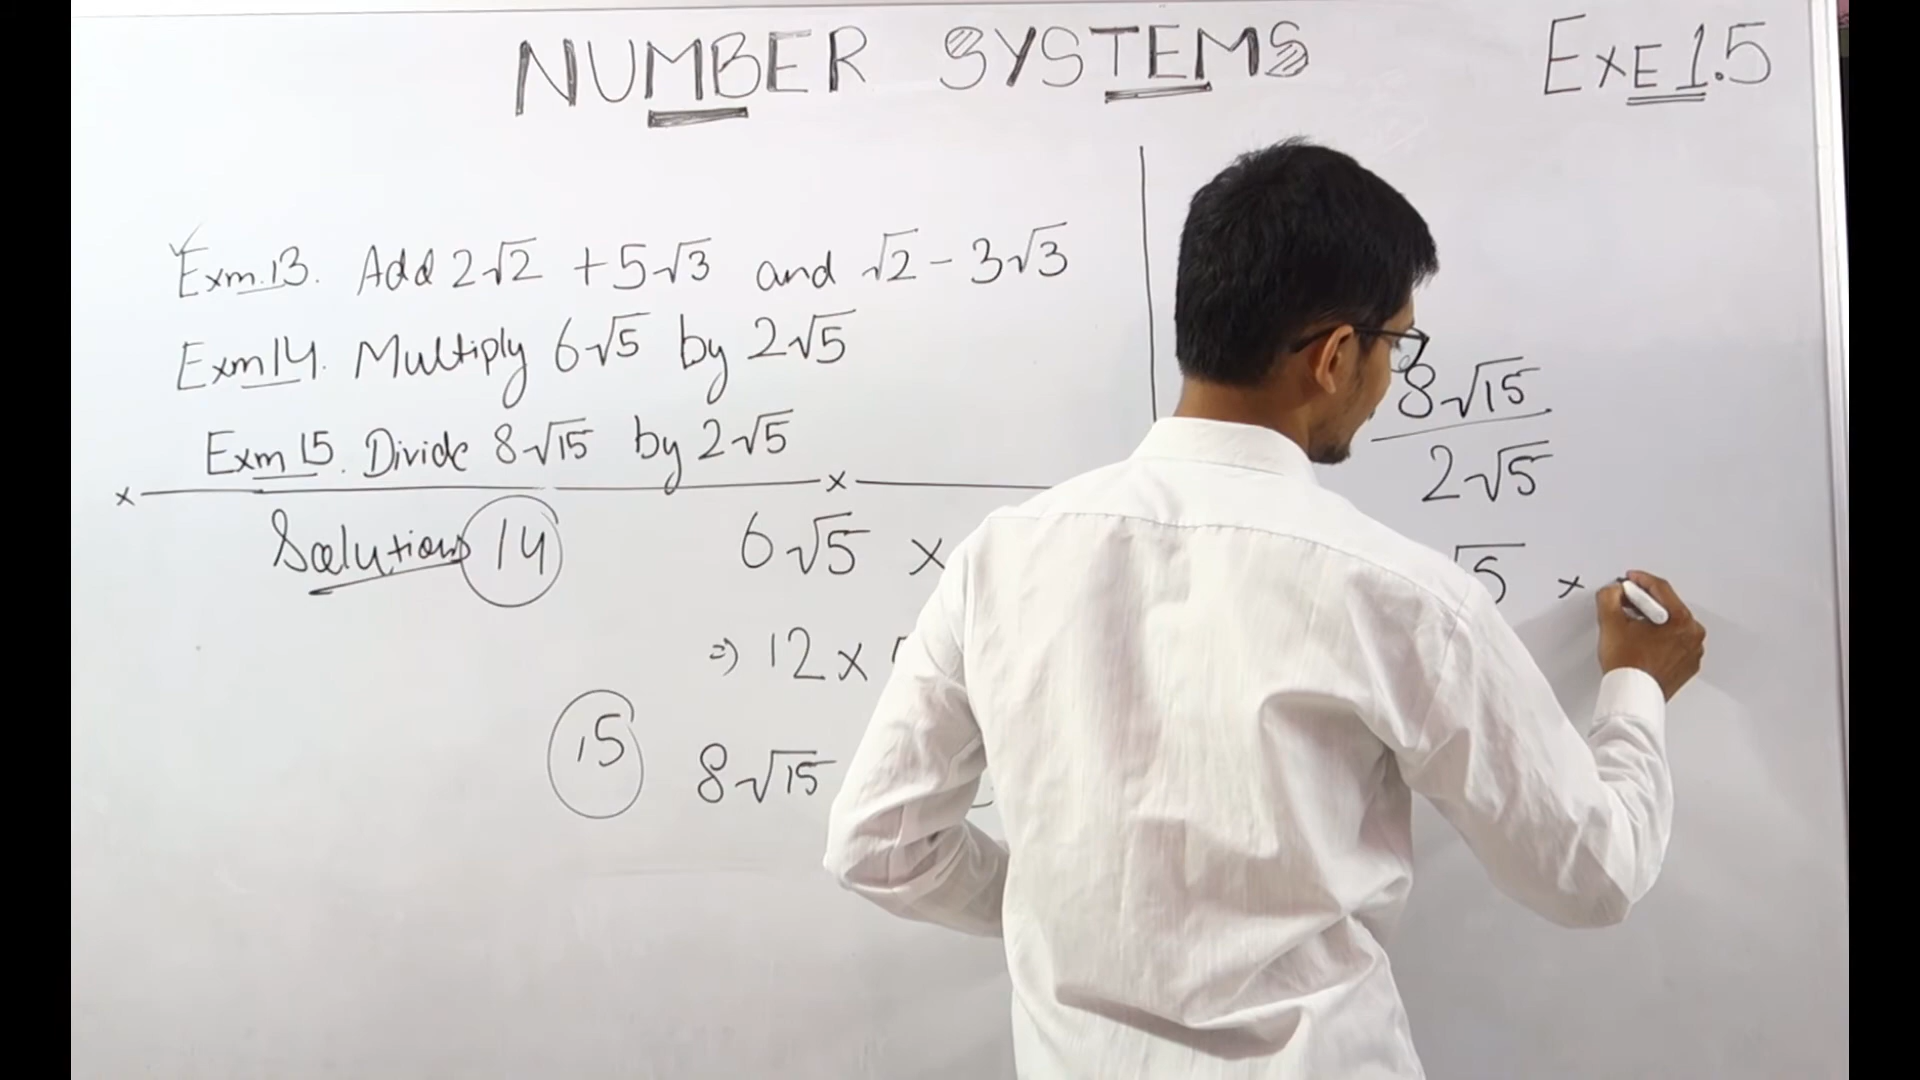 NUMBER SYSTEMS
EXE 1.5
Exm.13. Add 2√2 + 5√3 and √2 - 3√3
Exm14. Multiply 6√5 by 2√5
Exm 15. Divide 8√15 by 2√5
Solution 14
6√5 ×
⇒ 12 ×
15
8√15
8√15
2√5
√5 ×